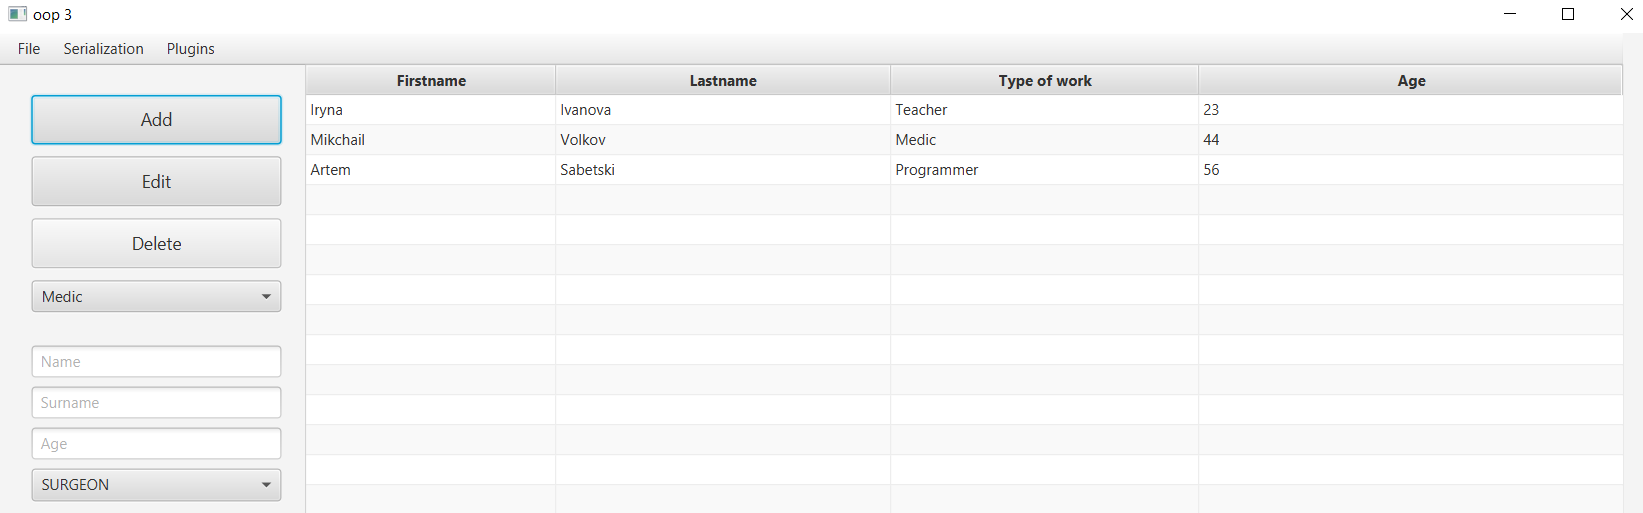 oop 3
File Serialization Plugins
Add
Edit
Delete
Medic
Name
Surname
Age
SURGEON
Firstname Lastname Type of work Age
Iryna Ivanova Teacher 23
Mikchail Volkov Medic 44
Artem Sabetski Programmer 56